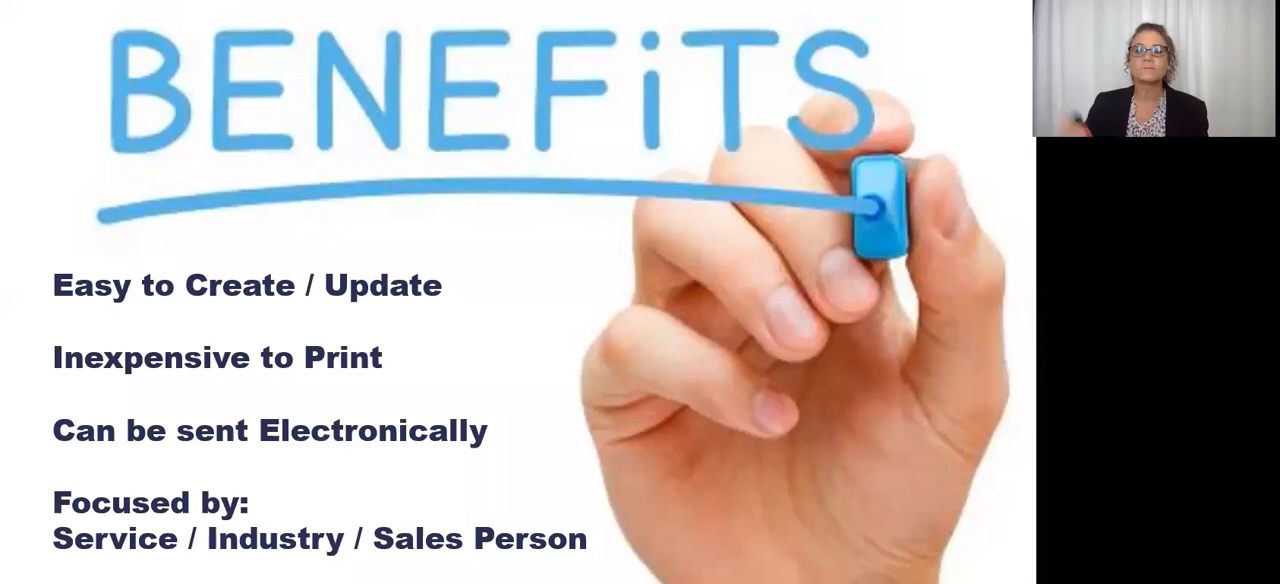 BENEFiTS
Easy to Create / Update
Inexpensive to Print
Can be sent Electronically
Focused by:
Service / Industry / Sales Person